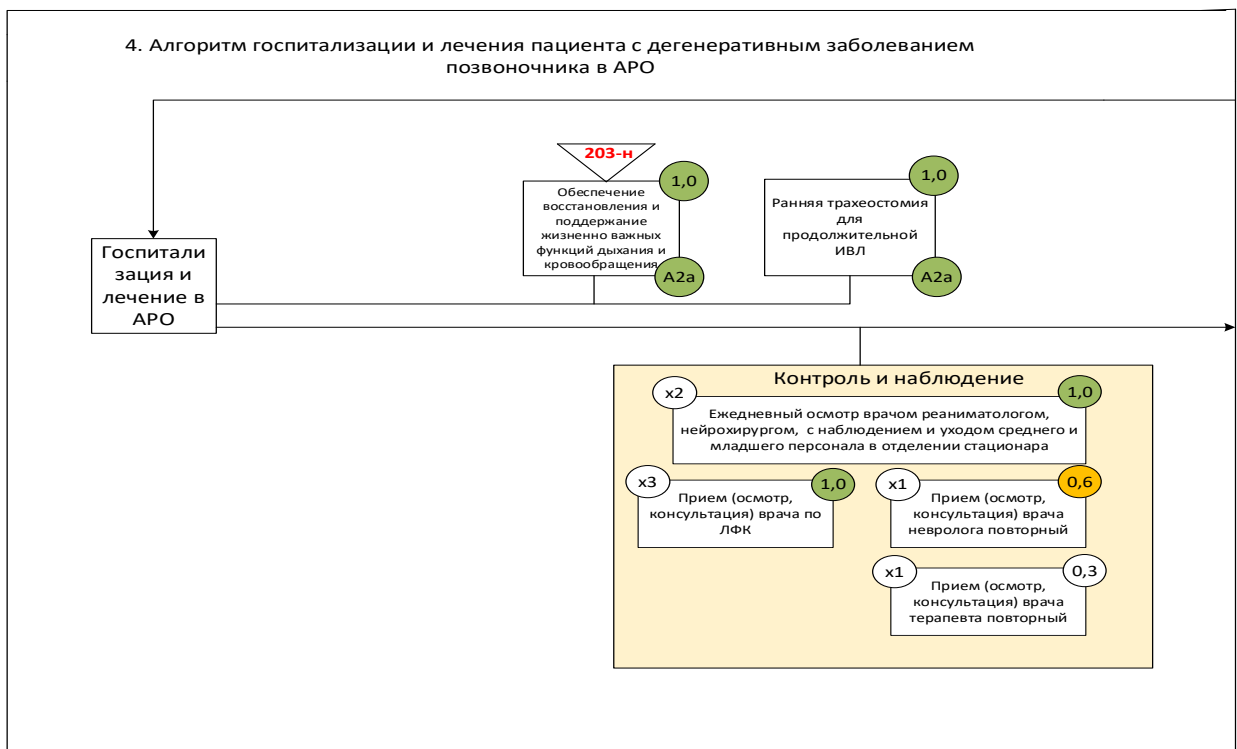 4. Алгоритм госпитализации и лечения пациента с дегенеративным заболеванием
позвоночника в АРО
203-н
1,0
Обеспечение
восстановления и
поддержание
жизненно важных
функций дыхания и
кровообращения
А2а
1,0
Ранняя трахеостомия
для
продолжительной
ИВЛ
А2а
Госпитали
зация и
лечение в
АРО
Контроль и наблюдение
х2
1,0
Ежедневный осмотр врачом реаниматологом,
нейрохирургом, с наблюдением и уходом среднего и
младшего персонала в отделении стационара
х3
1,0
Прием (осмотр,
консультация) врача по
ЛФК
х1
0,6
Прием (осмотр,
консультация) врача
невролога повторный
х1
0,3
Прием (осмотр,
консультация) врача
терапевта повторный